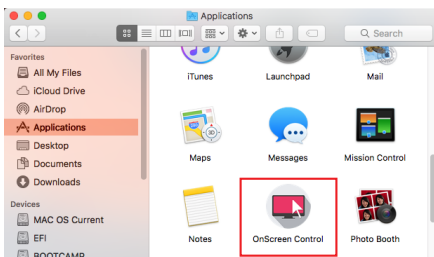 Applications
Search
Favorites
All My Files
iCloud Drive
AirDrop
Applications
Desktop
Documents
Downloads
Devices
MAC OS Current
EFI
BOOTCAMP
iTunes
Launchpad
Mail
Maps
Messages
Mission Control
Notes
OnScreen Control
Photo Booth